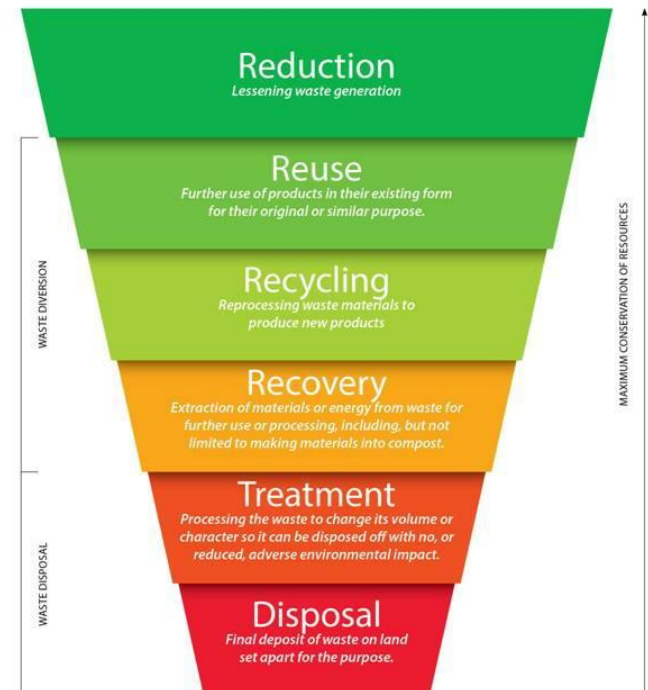 Reduction
Lessening waste generation
Reuse
Further use of products in their existing form
for their original or similar purpose.
Recycling
Reprocessing waste materials to
produce new products
Recovery
Extraction of materials or energy from waste for
further use or processing, including, but not
limited to making materials into compost.
Treatment
Processing the waste to change its volume or
character so it can be disposed off with no, or
reduced, adverse environmental impact.
Disposal
Final deposit of waste on land
set apart for the purpose.
WASTE DIVERSION
WASTE DISPOSAL
MAXIMUM CONSERVATION OF RESOURCES